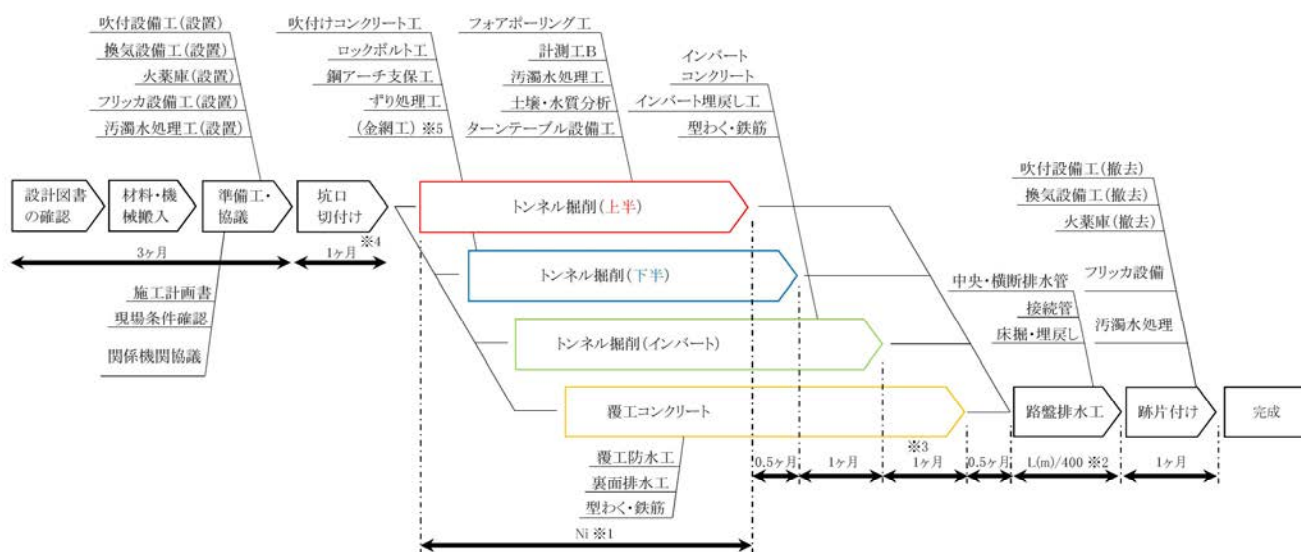 吹付設備工(設置)
換気設備工(設置)
火薬庫(設置)
フリッカ設備工(設置)
汚濁水処理工(設置)
吹付けコンクリート工
ロックボルト工
鋼アーチ支保工
ずり処理工
(金網工) ※5
フォアポーリング工
計測工B
汚濁水処理工
土壌・水質分析
ターンテーブル設備工
インバート
コンクリート
インバート埋戻し工
型わく・鉄筋
吹付設備工(撤去)
換気設備工(撤去)
火薬庫(撤去)
フリッカ設備
汚濁水処理
設計図書
の確認
材料・機
械搬入
準備工・
協議
坑口
切付け
トンネル掘削(上半)
トンネル掘削(下半)
トンネル掘削(インバート)
覆工コンクリート
3ヶ月
1ヶ月
※4
施工計画書
現場条件確認
関係機関協議
中央・横断排水管
接続管
床掘・埋戻し
路盤排水工
跡片付け
完成
覆工防水工
裏面排水工
型わく・鉄筋
0.5ヶ月
1ヶ月
※3
1ヶ月
0.5ヶ月
L(m)/400 ※2
1ヶ月
Ni ※1